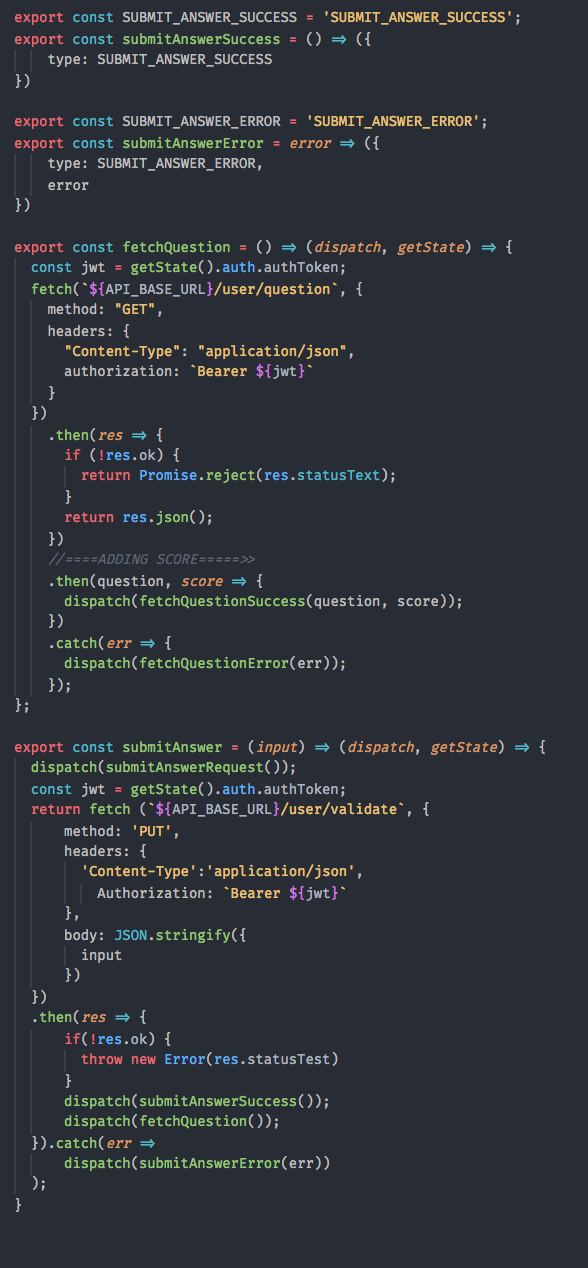 export const SUBMIT_ANSWER_SUCCESS = 'SUBMIT_ANSWER_SUCCESS';
export const submitAnswerSuccess = () => ({
    type: SUBMIT_ANSWER_SUCCESS
})

export const SUBMIT_ANSWER_ERROR = 'SUBMIT_ANSWER_ERROR';
export const submitAnswerError = error => ({
    type: SUBMIT_ANSWER_ERROR,
    error
})

export const fetchQuestion = () => (dispatch, getState) => {
  const jwt = getState().auth.authToken;
  fetch(`${API_BASE_URL}/user/question`, {
    method: "GET",
    headers: {
      "Content-Type": "application/json",
      authorization: `Bearer ${jwt}`
    }
  })
    .then(res => {
      if (!res.ok) {
        return Promise.reject(res.statusText);
      }
      return res.json();
    })
    //====ADDING SCORE=====>>
    .then(question, score => {
      dispatch(fetchQuestionSuccess(question, score));
    })
    .catch(err => {
      dispatch(fetchQuestionError(err));
    });
};

export const submitAnswer = (input) => (dispatch, getState) => {
  dispatch(submitAnswerRequest());
  const jwt = getState().auth.authToken;
  return fetch (`${API_BASE_URL}/user/validate`, {
      method: 'PUT',
      headers: {
        'Content-Type':'application/json',
          Authorization: `Bearer ${jwt}`
      },
      body: JSON.stringify({
        input
      })
  })
  .then(res => {
      if(!res.ok) {
        throw new Error(res.statusTest)
      }
      dispatch(submitAnswerSuccess());
      dispatch(fetchQuestion());
  }).catch(err =>
      dispatch(submitAnswerError(err))
  );
}